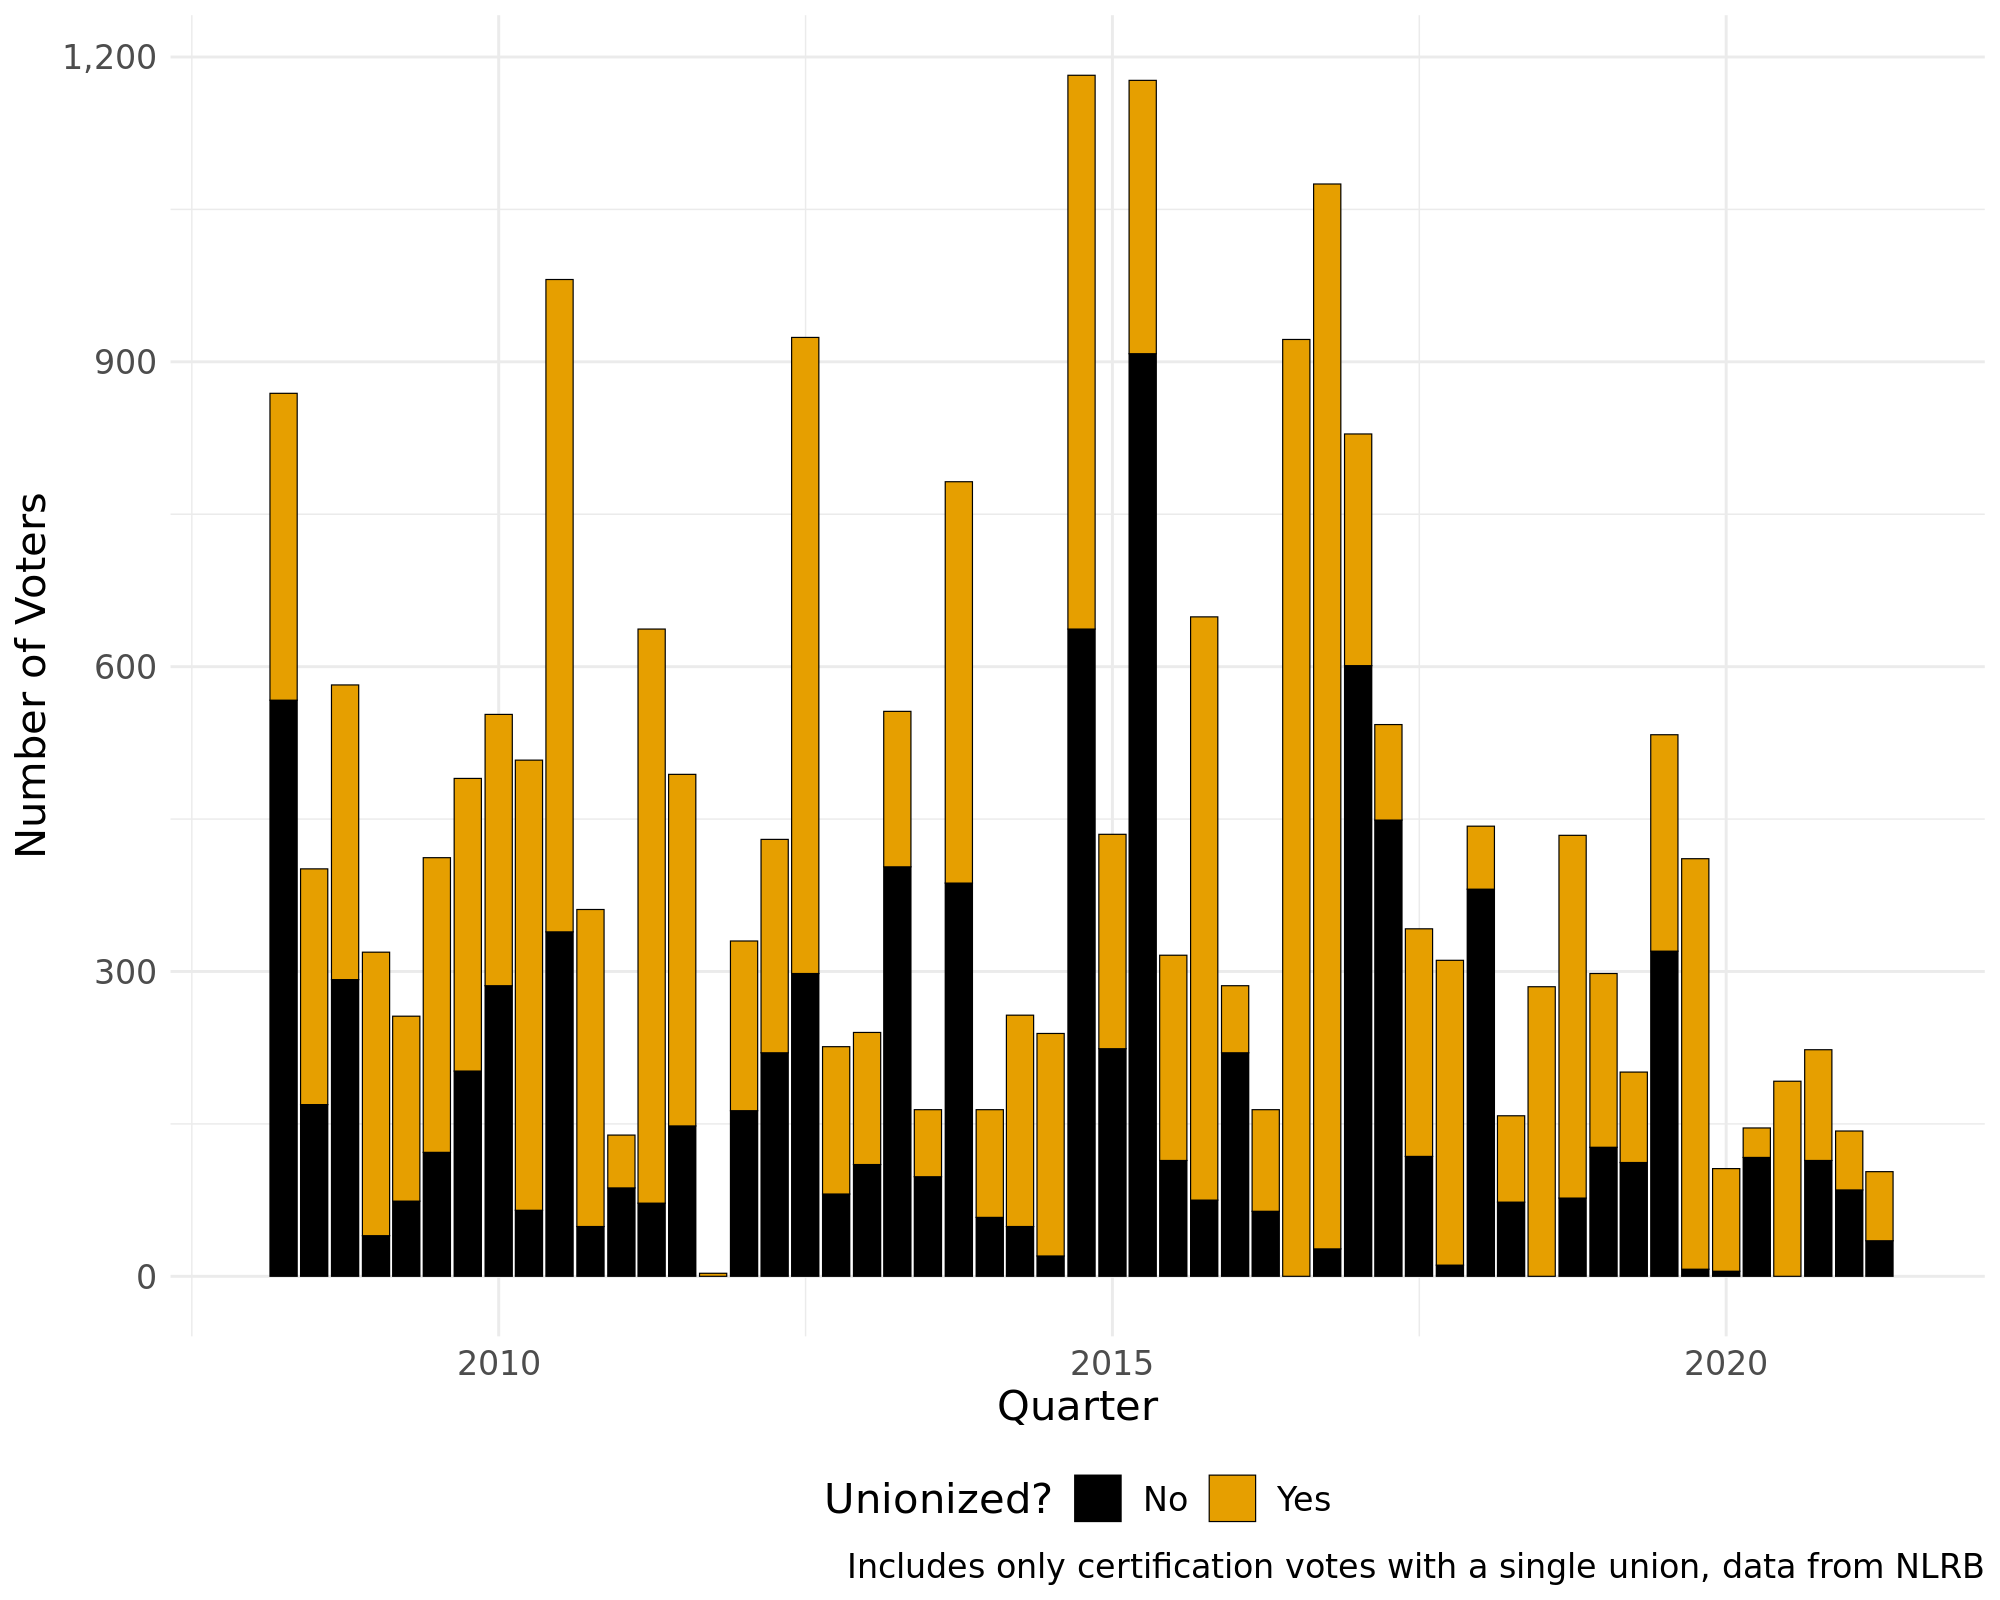 1,200
900
600
300
0
Number of Voters
2010 2015 2020
Quarter
Unionized? No Yes
Includes only certification votes with a single union, data from NLRB